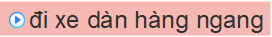 đi xe dàn hàng ngang